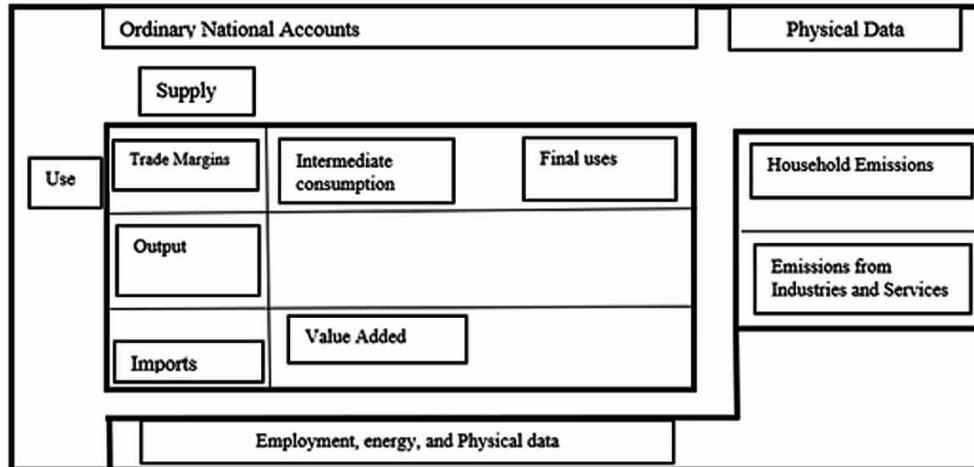 Ordinary National Accounts
Physical Data
Supply
Use
Trade Margins
Intermediate
consumption
Final uses
Household Emissions
Output
Emissions from
Industries and Services
Value Added
Imports
Employment, energy, and Physical data